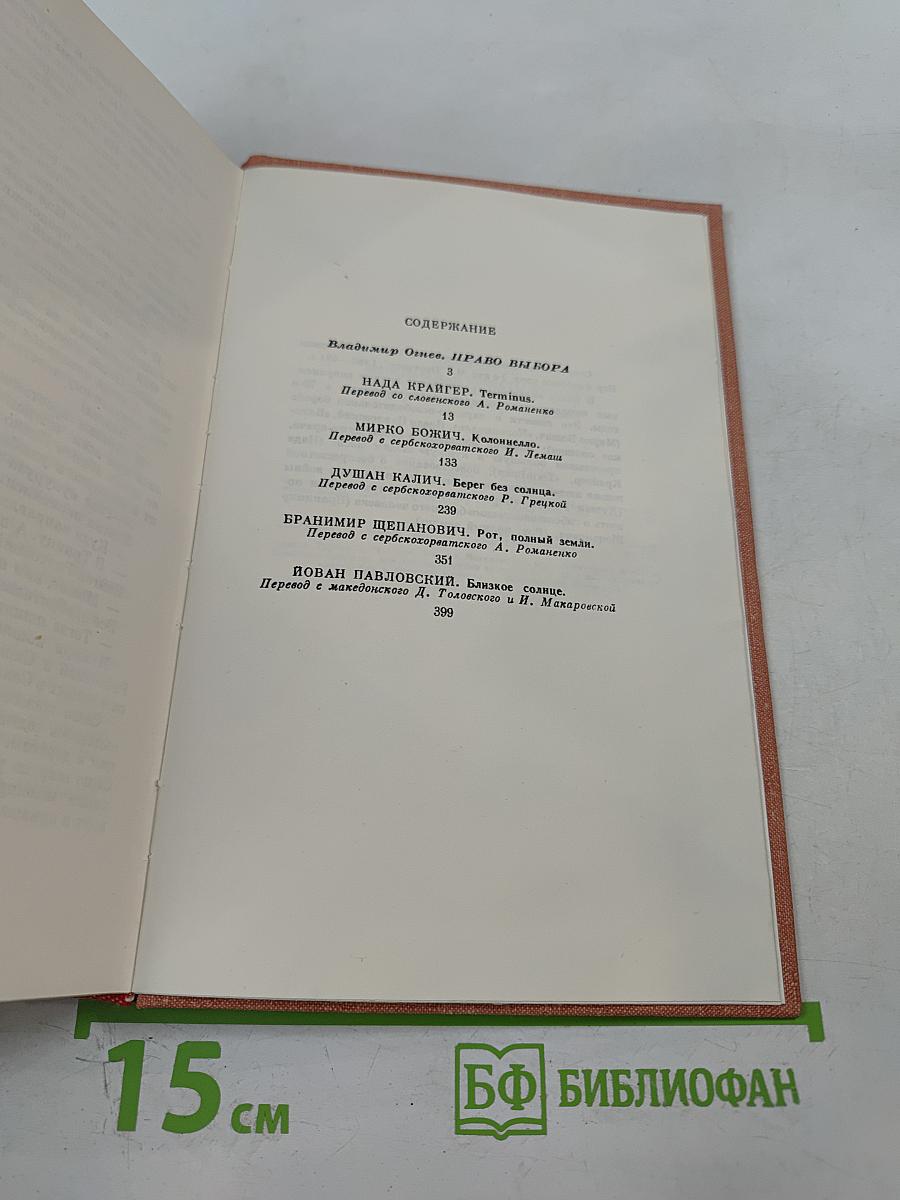 СОДЕРЖАНИЕ
Владимир Огнев. ПРАВО ВЫБОРА
3
НАДА КРАЙГЕР. Terminus.
Перевод со словенского А. Романенко
13
МИРКО БОЖИЧ. Колоннелло.
Перевод с сербскохорватского И. Лемаш
133
ДУШАН КАЛИЧ. Берег без солнца.
Перевод с сербскохорватского Р. Грецкой
239
БРАНИМИР ЩЕПАНОВИЧ. Рот, полный земли.
Перевод с сербскохорватского А. Романенко
351
ЙОВАН ПАВЛОВСКИЙ. Близкое солнце.
Перевод с македонского Д. Толовского и И. Макаровской
399
15 см
БФ БИБЛИОФАН